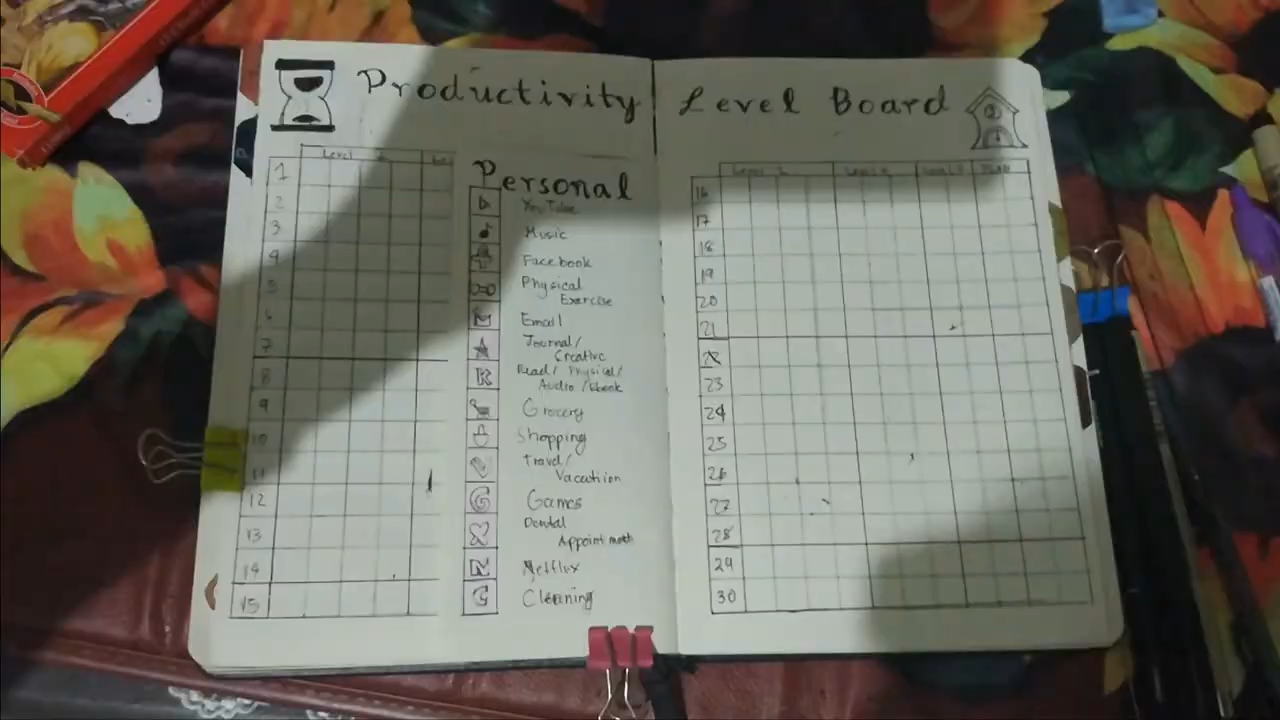 Productivity Level Board
Level
1
2
3
4
5
6
7
8
9
10
11
12
13
14
15
Personal
YouTube
Music
Facebook
Physical
Exercise
Email
Journal/
Creative
R
Read/ Physical/
Audio /Ebook
Grocery
Shopping
Travel/
Vacatiion
G
Games
Dental
Appointment
N
Netflix
C
Cleaning
16
17
18
19
20
21
22
23
24
25
26
27
28
29
30